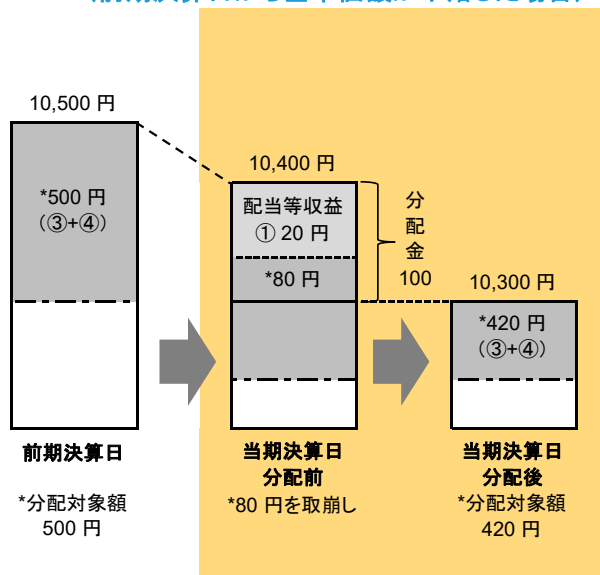 10,500 円
*500 円
(③+④)
前期決算日
*分配対象額
500 円
10,400 円
配当等収益
① 20 円
*80 円
分
配
金
100
当期決算日
分配前
*80 円を取崩し
10,300 円
*420 円
(③+④)
当期決算日
分配後
*分配対象額
420 円